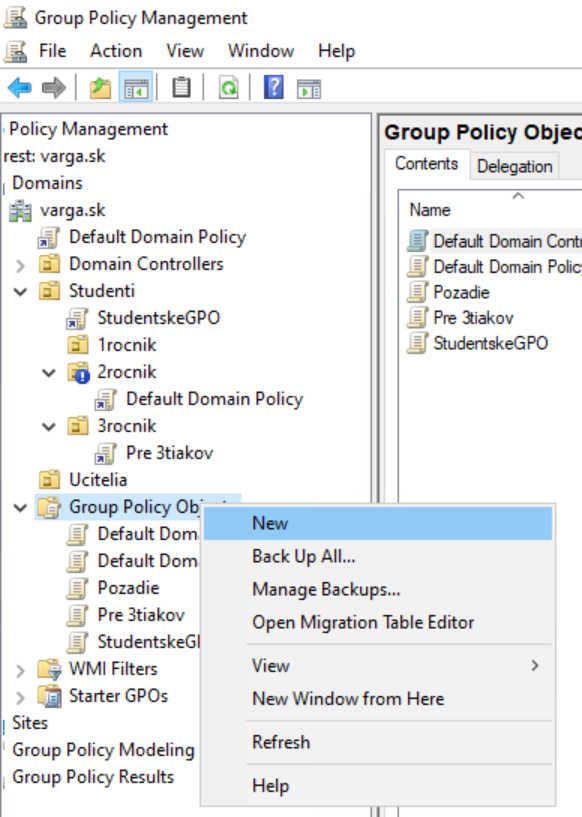 Group Policy Management
File Action View Window Help
Policy Management
rest: varga.sk
Domains
varga.sk
Default Domain Policy
Domain Controllers
Studenti
StudentskeGPO
1rocnik
2rocnik
Default Domain Policy
3rocnik
Pre 3tiakov
Ucitelia
Group Policy Obj
Default Dom
Default Dom
Pozadie
Pre 3tiakov
StudentskeG
WMI Filters
Starter GPOs
Sites
Group Policy Modeling
Group Policy Results
New
Back Up All...
Manage Backups...
Open Migration Table Editor
View
New Window from Here
Refresh
Help
Group Policy Objec
Contents Delegation
Name
Default Domain Contr
Default Domain Policy
Pozadie
Pre 3tiakov
StudentskeGPO